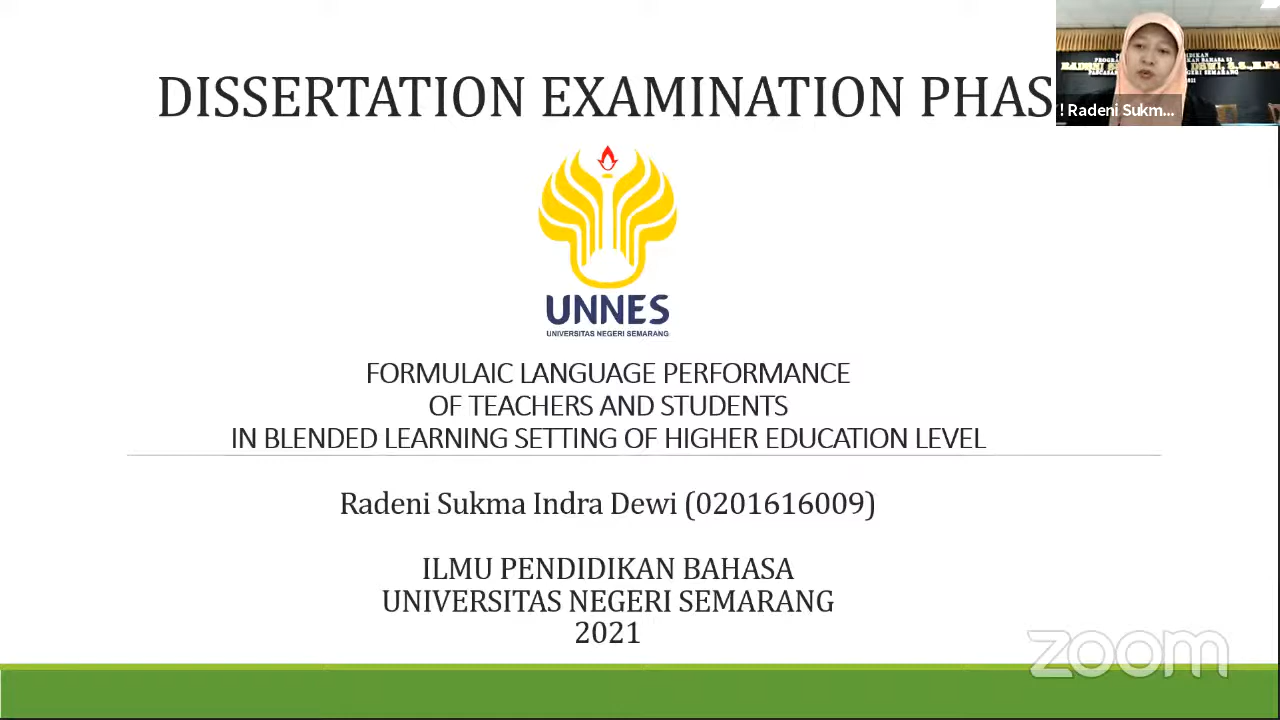 DISSERTATION EXAMINATION PHAS
! Radeni Sukm...
UNNES
UNIVERSITAS NEGERI SEMARANG
FORMULAIC LANGUAGE PERFORMANCE
OF TEACHERS AND STUDENTS
IN BLENDED LEARNING SETTING OF HIGHER EDUCATION LEVEL
Radeni Sukma Indra Dewi (0201616009)
ILMU PENDIDIKAN BAHASA
UNIVERSITAS NEGERI SEMARANG
2021
zoom